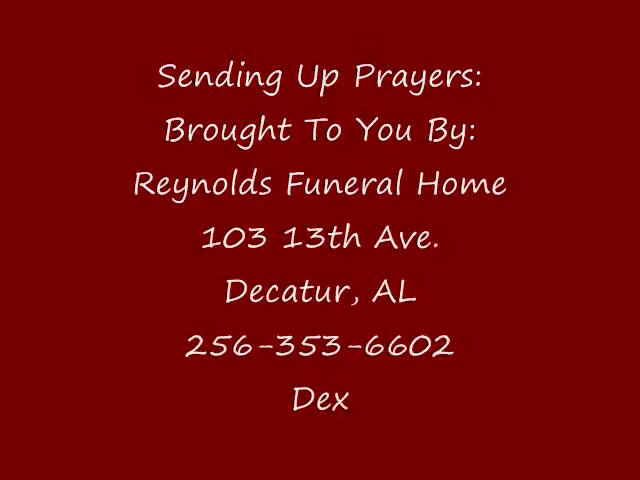 Sending Up Prayers:
Brought To You By:
Reynolds Funeral Home
103 13th Ave.
Decatur, AL
256-353-6602
Dex